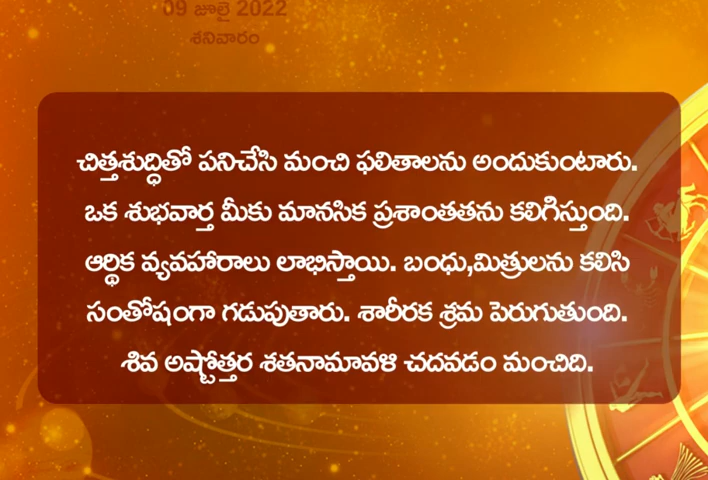 09 జూలై 2022
శనివారం
చిత్తశుద్ధితో పనిచేసి మంచి ఫలితాలను అందుకుంటారు.
ఒక శుభవార్త మీకు మానసిక ప్రశాంతతను కలిగిస్తుంది.
ఆర్థిక వ్యవహారాలు లాభిస్తాయి. బంధు,మిత్రులను కలిసి
సంతోషంగా గడుపుతారు. శారీరక శ్రమ పెరుగుతుంది.
శివ అష్టోత్తర శతనామావళి చదవడం మంచిది.